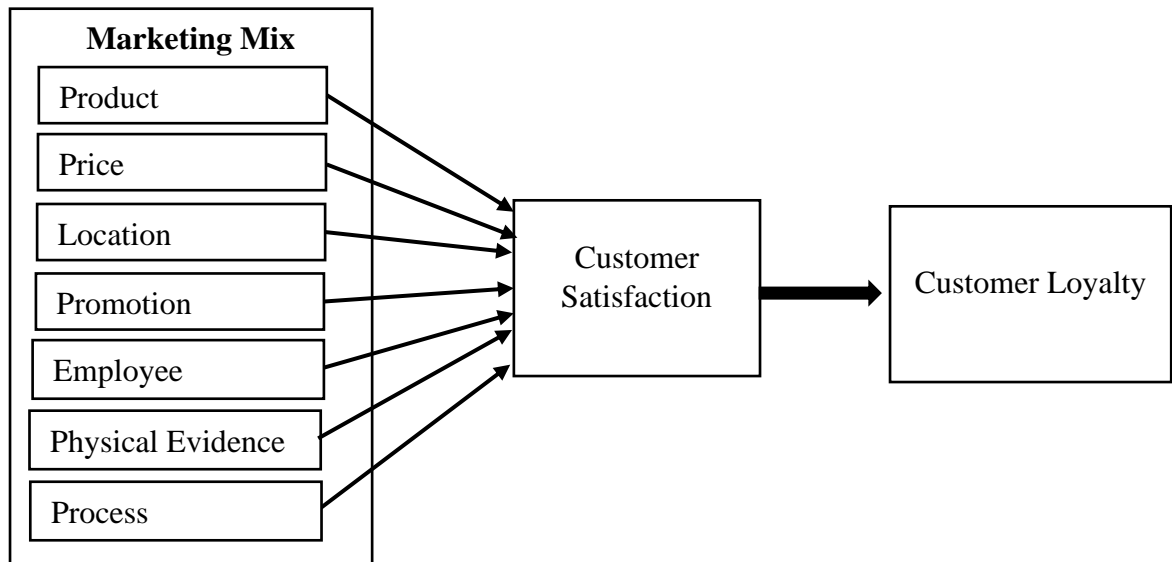 Marketing Mix
Product
Price
Location
Promotion
Employee
Physical Evidence
Process
Customer
Satisfaction
Customer Loyalty